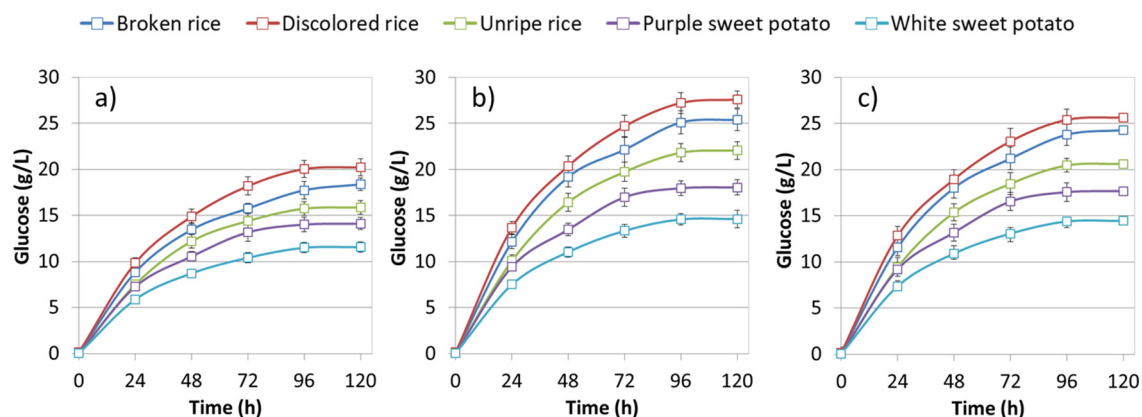 Broken rice Discolored rice Unripe rice Purple sweet potato White sweet potato
a) b) c)
Glucose (g/L) Glucose (g/L) Glucose (g/L)
30 30 30
25 25 25
20 20 20
15 15 15
10 10 10
5 5 5
0 0 0
0 24 48 72 96 120 0 24 48 72 96 120 0 24 48 72 96 120
Time (h) Time (h) Time (h)